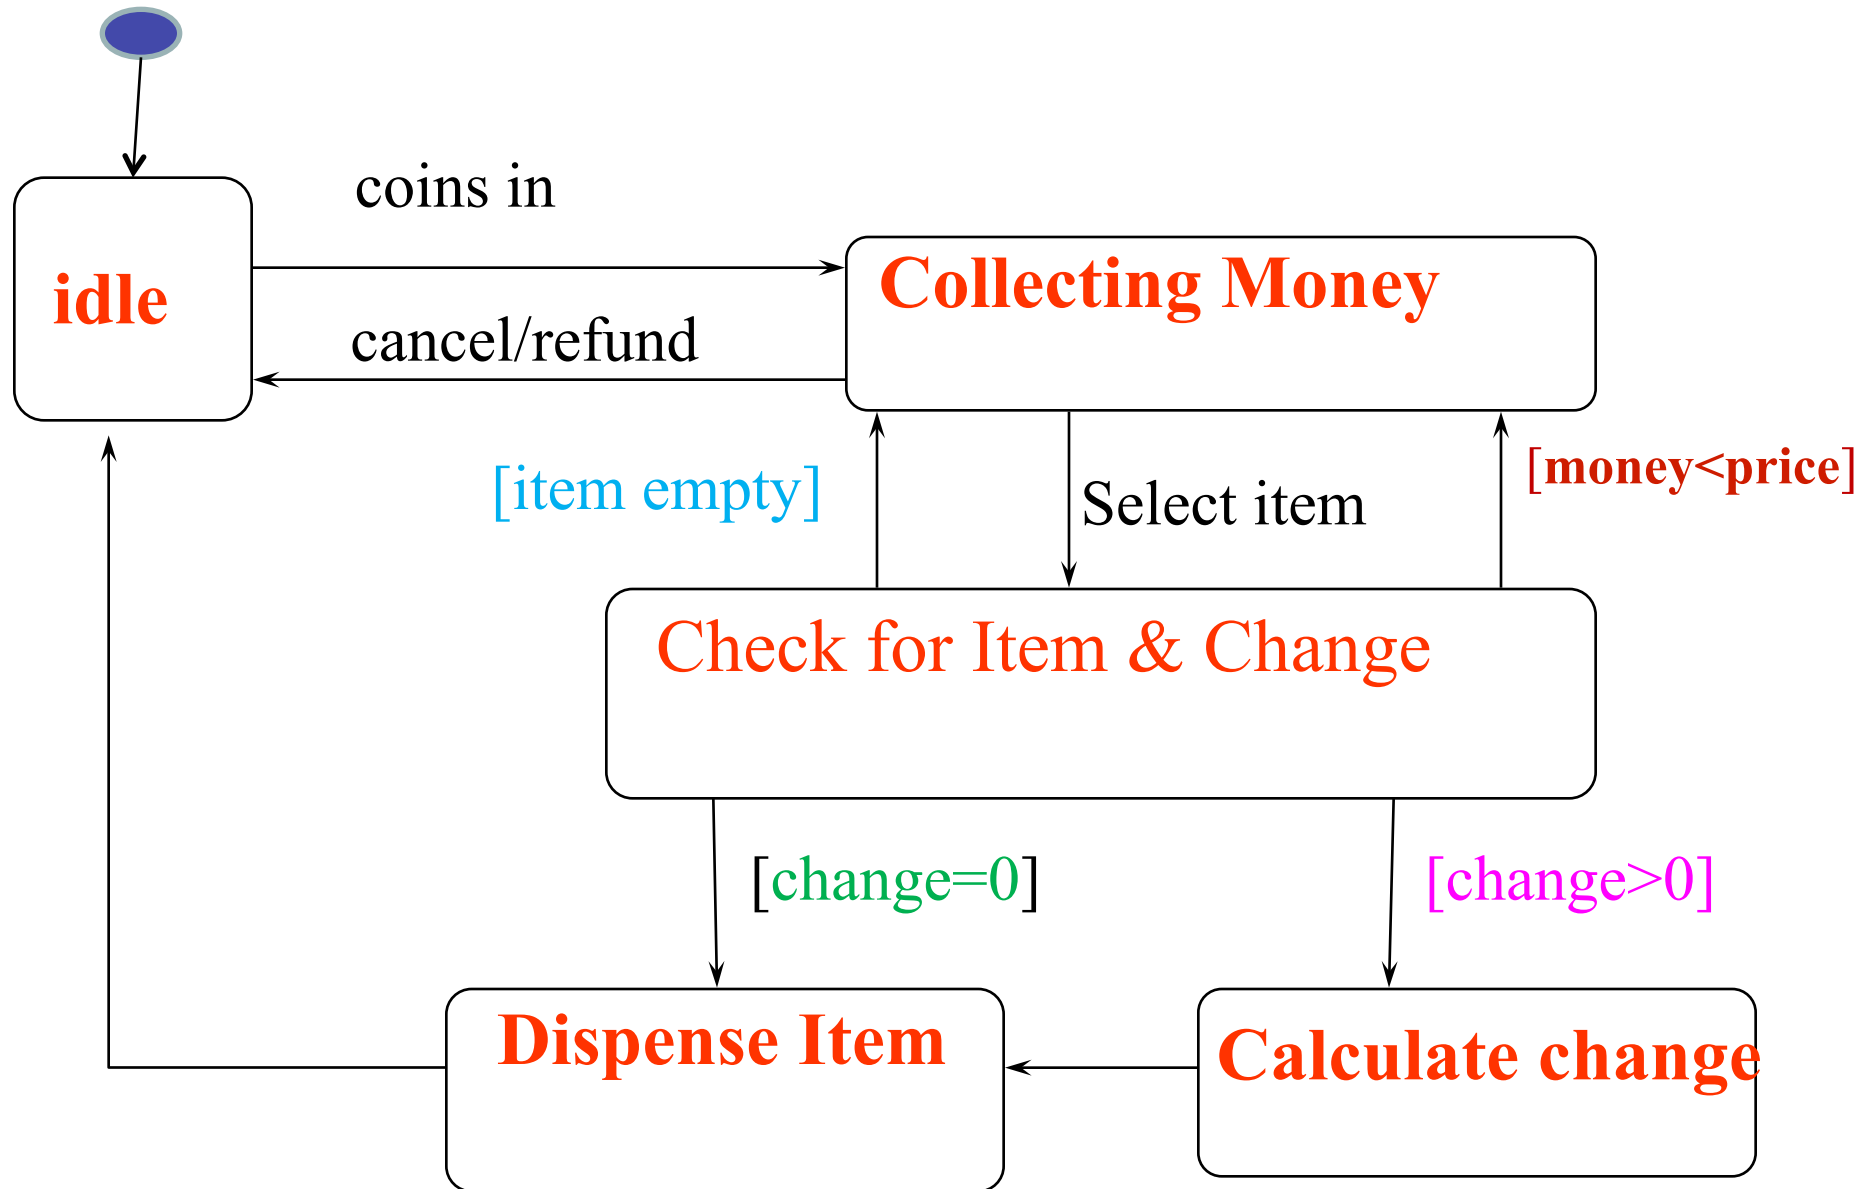 coins in
idle
Collecting Money
cancel/refund
[item empty]
Select item
[money<price]
Check for Item & Change
[change=0]
[change>0]
Dispense Item
Calculate change